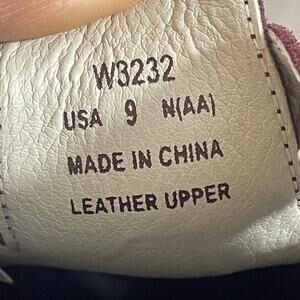 W3232
USA 9 N(AA)
MADE IN CHINA
LEATHER UPPER